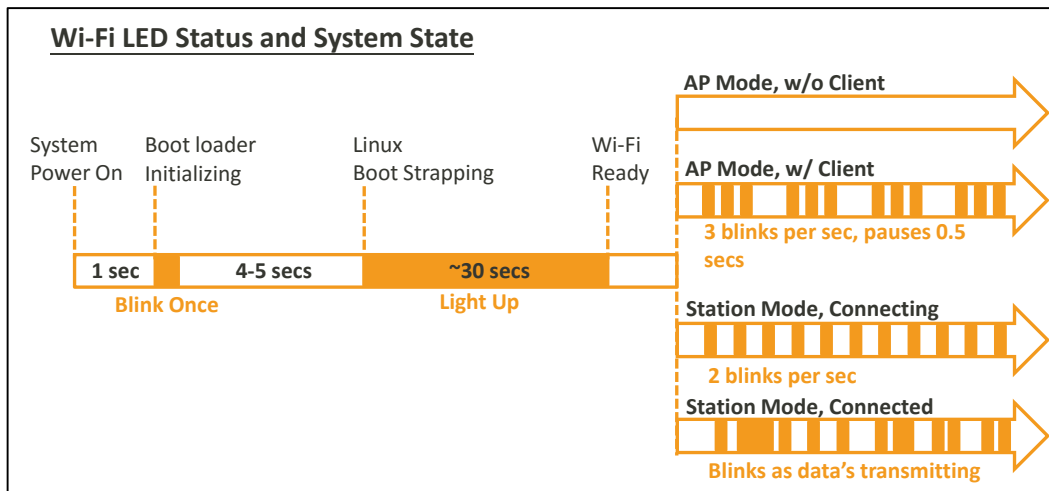 Wi-Fi LED Status and System State
System
Power On
Boot loader
Initializing
Linux
Boot Strapping
Wi-Fi
Ready
1 sec
4-5 secs
~30 secs
Blink Once
Light Up
AP Mode, w/o Client
AP Mode, w/ Client
3 blinks per sec, pauses 0.5
secs
Station Mode, Connecting
2 blinks per sec
Station Mode, Connected
Blinks as data's transmitting